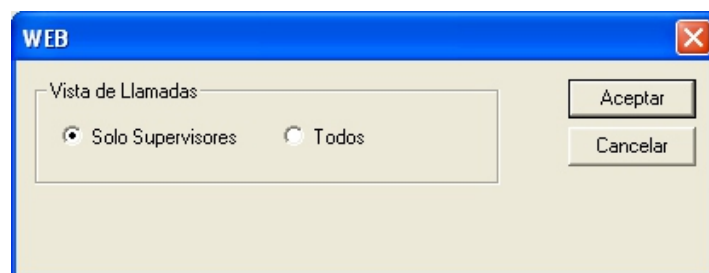 WEB
Vista de Llamadas
Solo Supervisores Todos
Aceptar
Cancelar